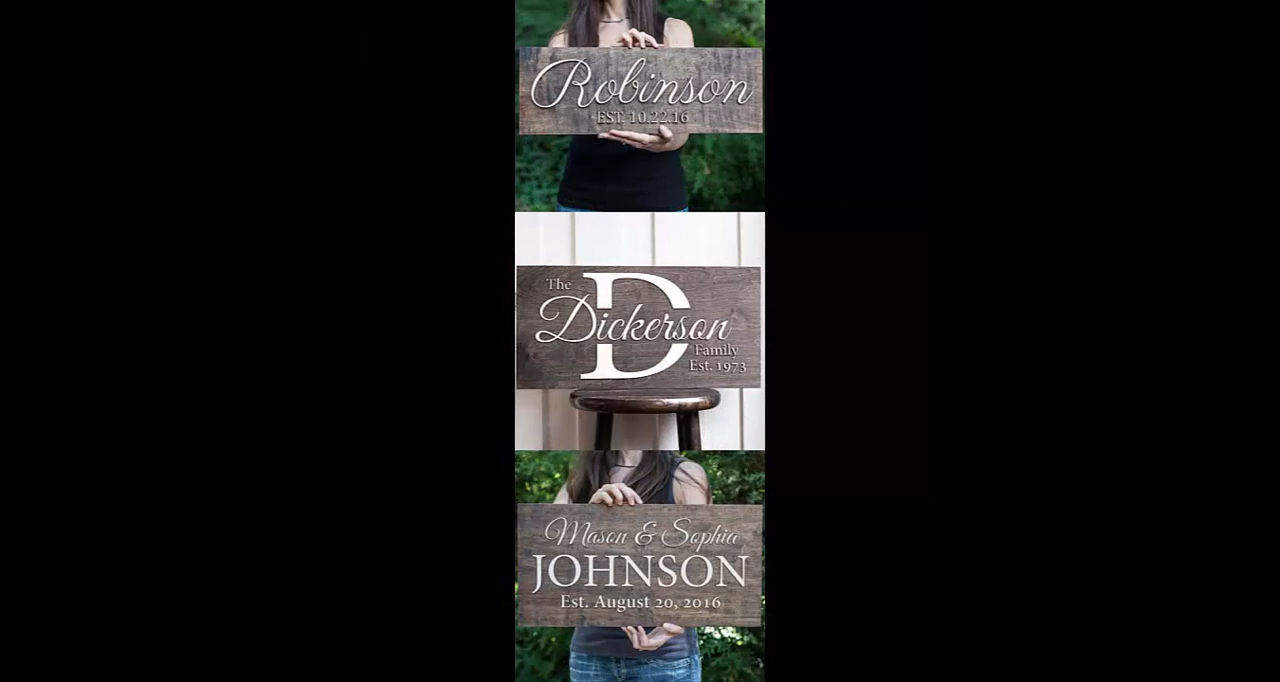 Robinson
EST. 10.22.16
The
Dickerson
D
Family
Est. 1973
Mason & Sophia
JOHNSON
Est. August 20, 2016